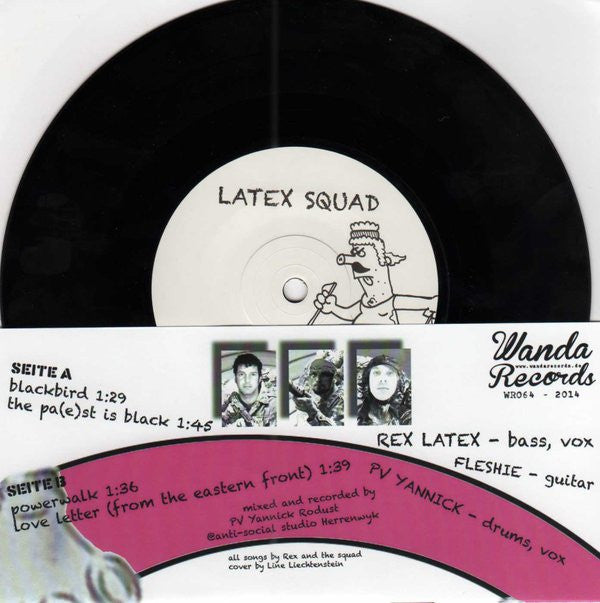 LATEX SQUAD
SEITE A
blackbird 1:29
the pa(e)st is black 1:45
Wanda
www.wandarecords.de
Records
WR064 - 2014
REX LATEX - bass, vox
FLESHIE - guitar
PV YANNICK - drums, vox
SEITE B
powerwalk 1:36
Love Letter (from the eastern front) 1:39
mixed and recorded by
PV Yannick Rodust
@anti-social studio Herrenwyk
all songs by Rex and the squad
cover by Line Liechtenstein